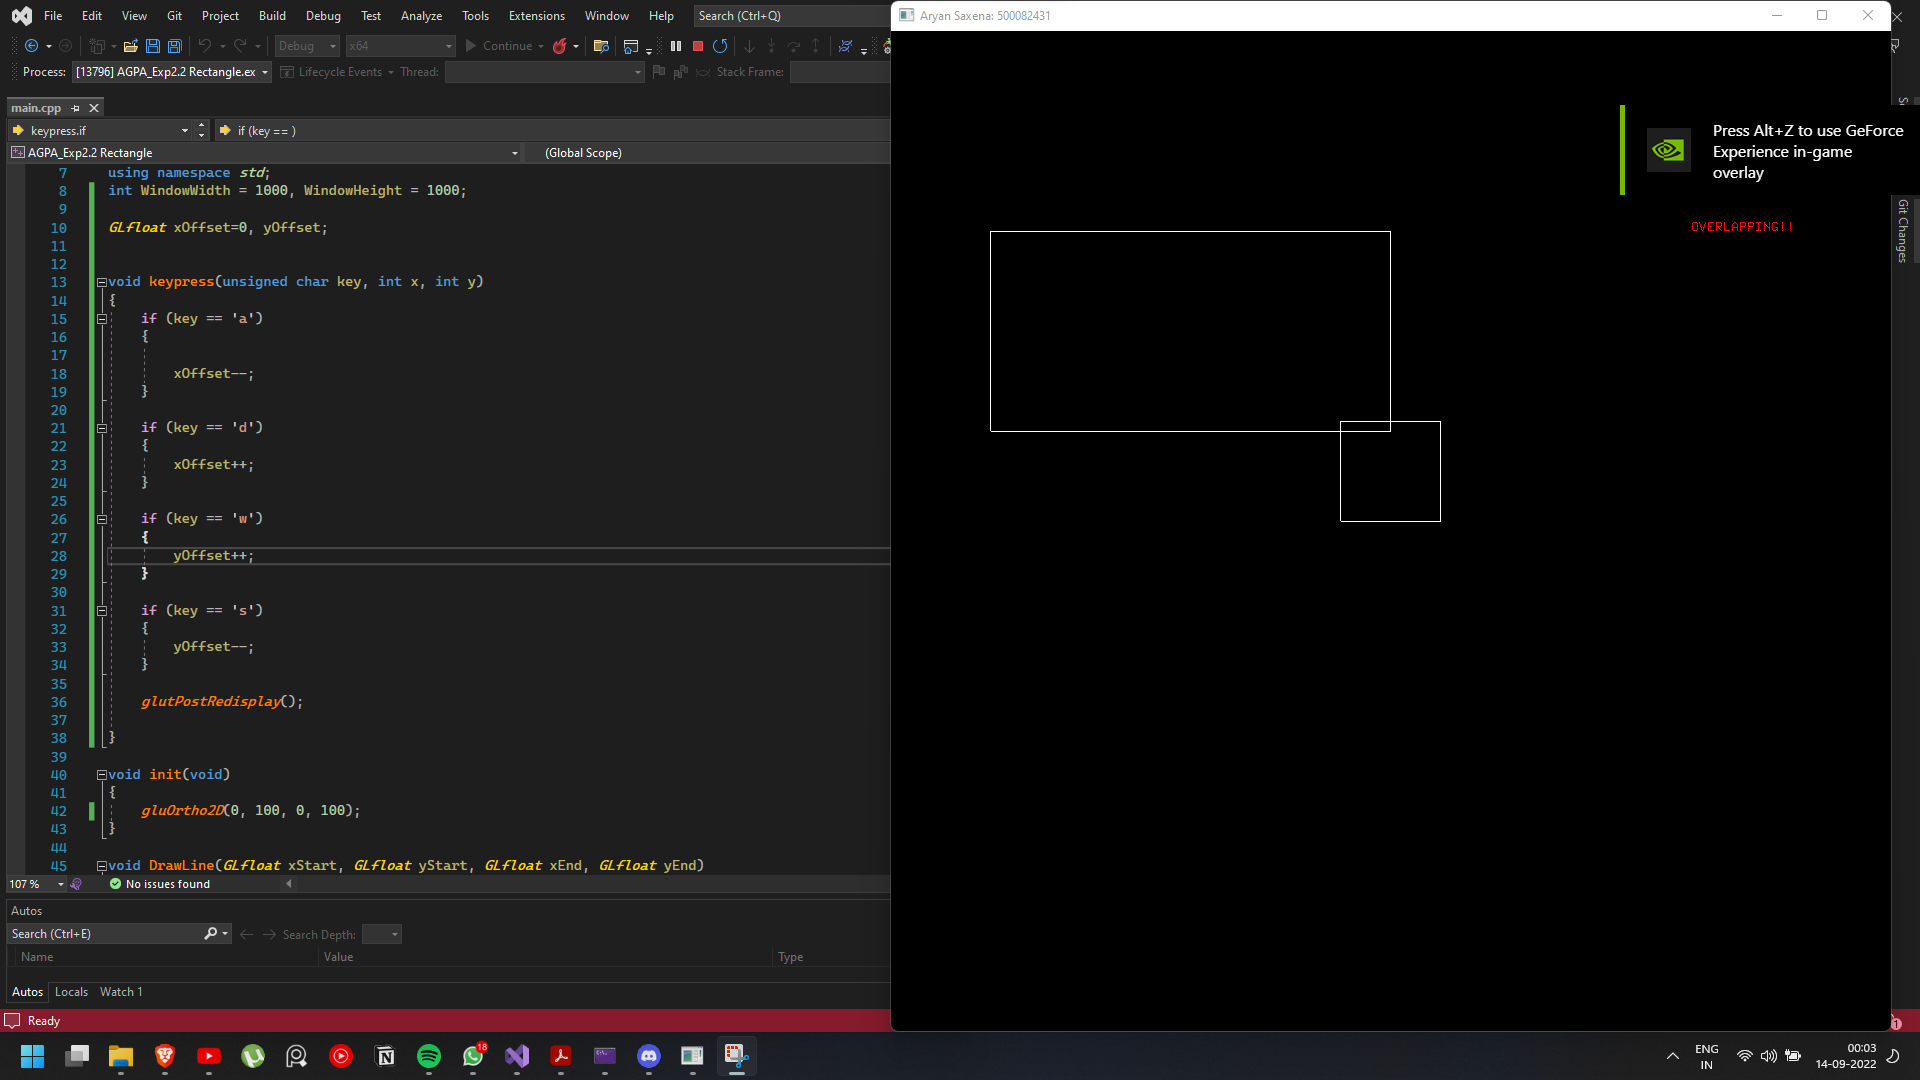 File Edit View Git Project Build Debug Test Analyze Tools Extensions Window Help Search (Ctrl+Q)
Aryan Saxena: 500082431
Debug x64 Continue
Process: [13796] AGPA_Exp2.2 Rectangle.ex Lifecycle Events Thread: Stack Frame:
main.cpp
keypress.if if (key == )
AGPA_Exp2.2 Rectangle (Global Scope)
7 using namespace std;
8 int WindowWidth = 1000, WindowHeight = 1000;
9
10 GLfloat xOffset=0, yOffset;
11
12
13 void keypress(unsigned char key, int x, int y)
14 {
15 if (key == 'a')
16 {
17
18 xOffset--;
19 }
20
21 if (key == 'd')
22 {
23 xOffset++;
24 }
25
26 if (key == 'w')
27 {
28 yOffset++;
29 }
30
31 if (key == 's')
32 {
33 yOffset--;
34 }
35
36 glutPostRedisplay();
37
38 }
39
40 void init(void)
41 {
42 gluOrtho2D(0, 100, 0, 100);
43 }
44
45 void DrawLine(GLfloat xStart, GLfloat yStart, GLfloat xEnd, GLfloat yEnd)
107 % No issues found
Autos
Search (Ctrl+E) Search Depth:
Name Value Type
Autos Locals Watch 1
Ready
Press Alt+Z to use GeForce
Experience in-game
overlay
OVERLAPPING!!
Git Changes
1
18
ENG
IN
00:03
14-09-2022